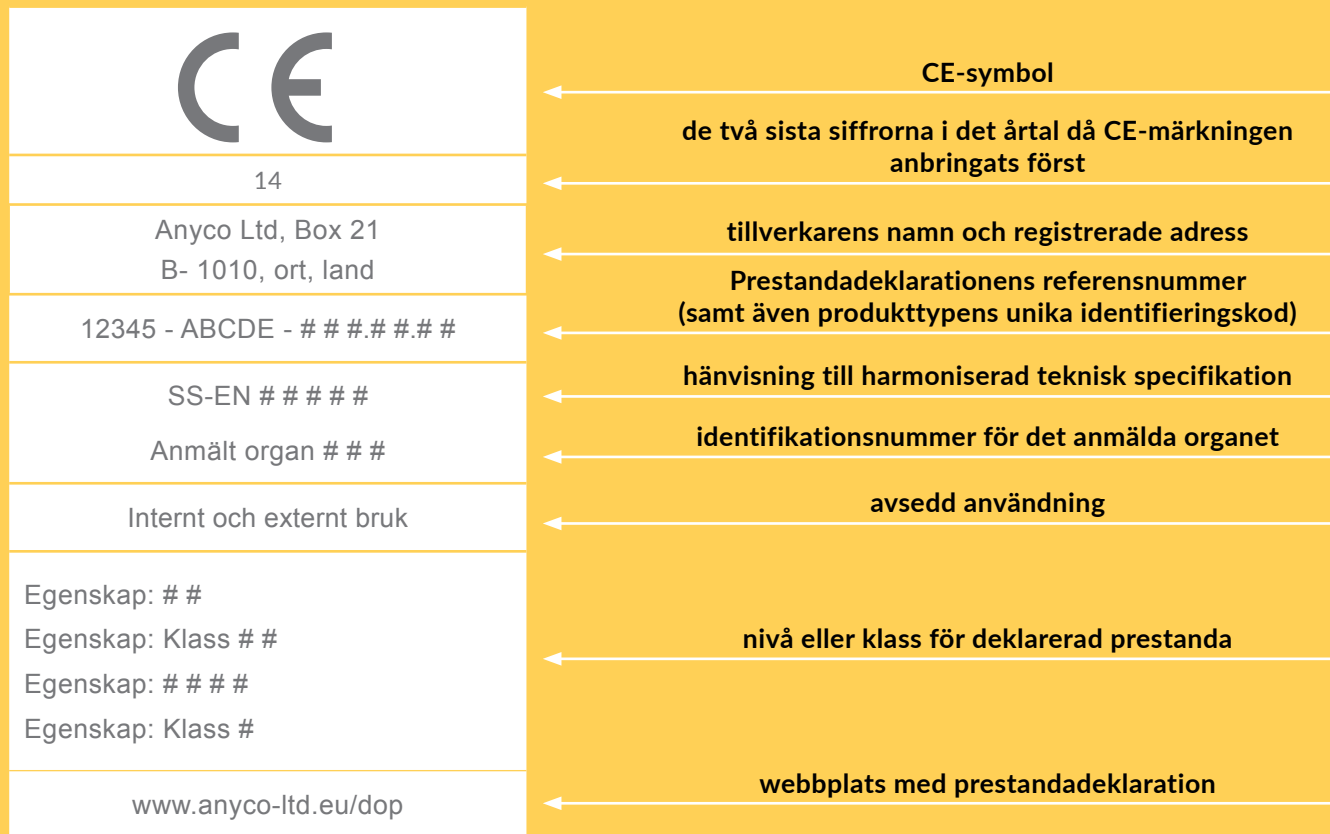 CE
CE-symbol
de två sista siffrorna i det årtal då CE-märkningen
anbringats först
14
Anyco Ltd, Box 21
B- 1010, ort, land
tillverkarens namn och registrerade adress
Prestandadeklarationens referensnummer
(samt även produkttypens unika identifieringskod)
12345 - ABCDE - # # #.# #.# #
hänvisning till harmoniserad teknisk specifikation
SS-EN # # # # #
identifikationsnummer för det anmälda organet
Anmält organ # # #
avsedd användning
Internt och externt bruk
Egenskap: # #
Egenskap: Klass # #
Egenskap: # # # #
Egenskap: Klass #
nivå eller klass för deklarerad prestanda
webbplats med prestandadeklaration
www.anyco-ltd.eu/dop